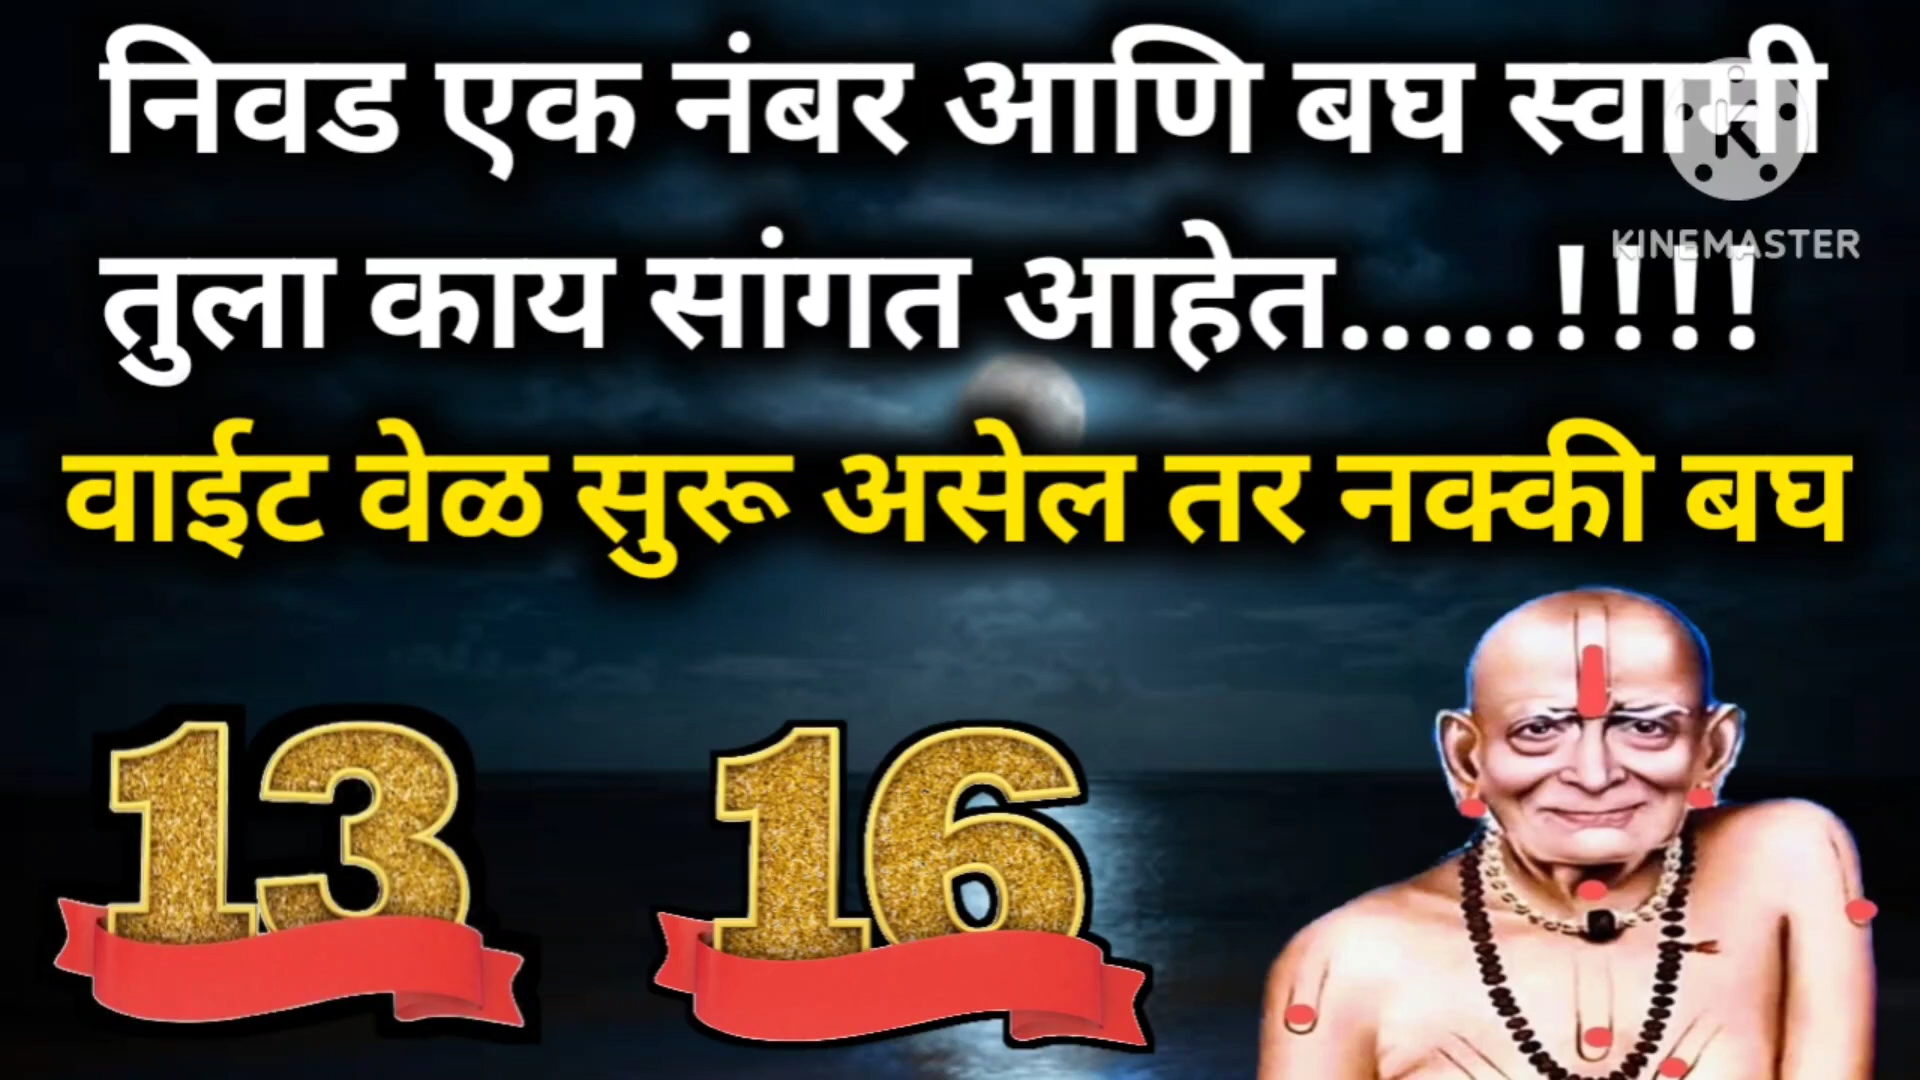 निवड एक नंबर आणि बघ स्वामी
KINEMASTER
तुला काय सांगत आहेत.....!!!!
वाईट वेळ सुरू असेल तर नक्की बघ
13
16